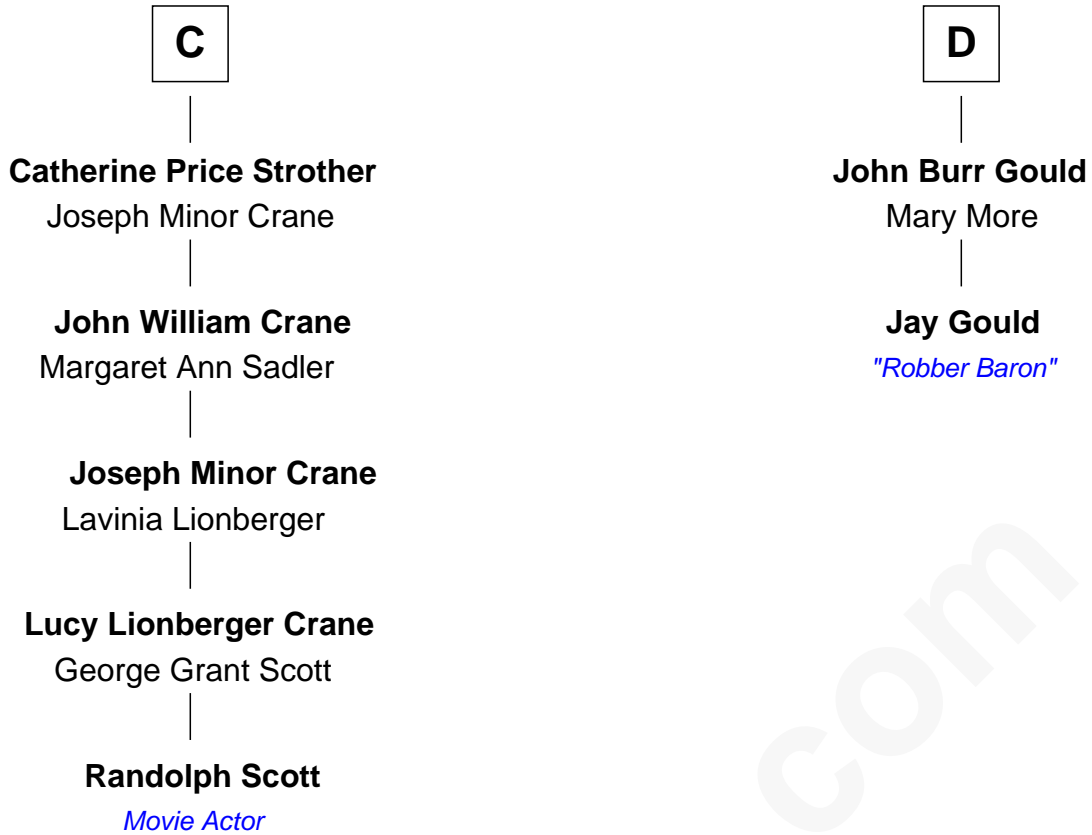 C
Catherine Price Strother
Joseph Minor Crane
John William Crane
Margaret Ann Sadler
Joseph Minor Crane
Lavinia Lionberger
Lucy Lionberger Crane
George Grant Scott
Randolph Scott
Movie Actor
D
John Burr Gould
Mary More
Jay Gould
"Robber Baron"
com